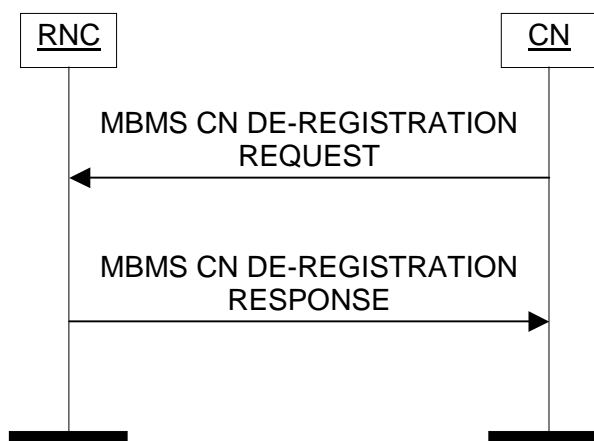 RNC
CN
MBMS CN DE-REGISTRATION
REQUEST
MBMS CN DE-REGISTRATION
RESPONSE